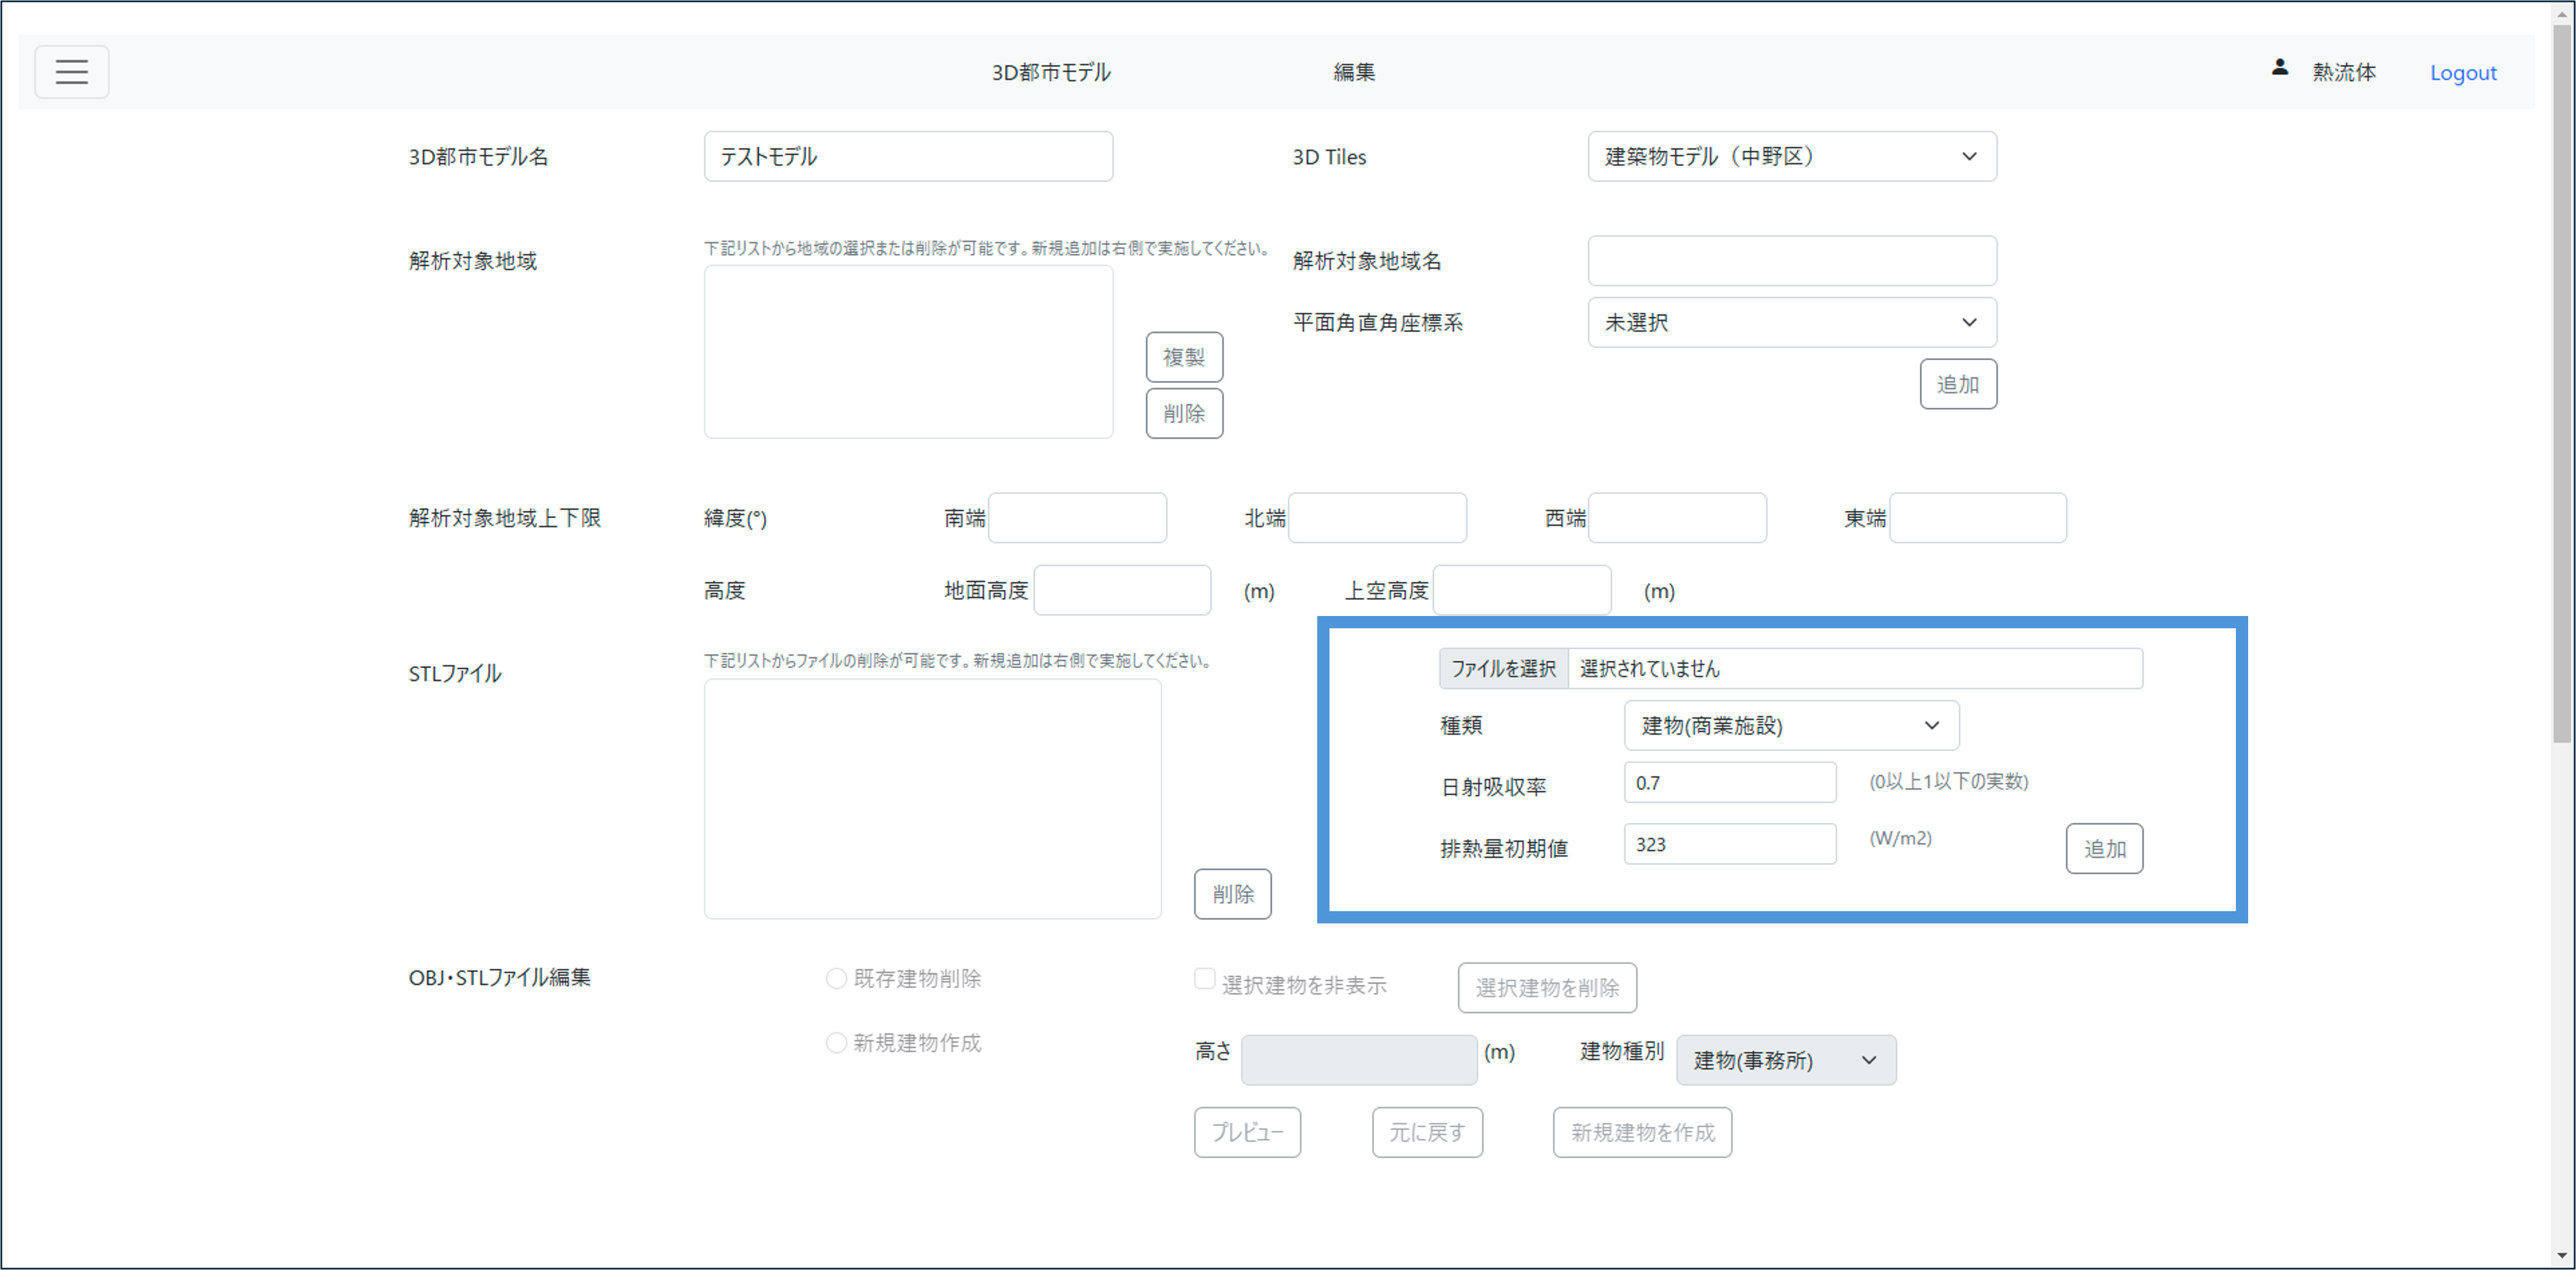 3D都市モデル 編集 熱流体 Logout
3D都市モデル名 テストモデル 3D Tiles 建築物モデル（中野区）
下記リストから地域の選択または削除が可能です。新規追加は右側で実施してください。
解析対象地域 解析対象地域名
平面角直角座標系 未選択
複製
追加
削除
解析対象地域上下限 緯度(°) 南端 北端 西端 東端
高度 地面高度 (m) 上空高度 (m)
下記リストからファイルの削除が可能です。新規追加は右側で実施してください。
STLファイル ファイルを選択 選択されていません
種類 建物(商業施設)
日射吸収率 0.7 (0以上1以下の実数)
排熱量初期値 323 (W/m2) 追加
削除
OBJ・STLファイル編集 既存建物削除 選択建物を非表示 選択建物を削除
新規建物作成 高さ (m) 建物種別 建物(事務所)
プレビュー 元に戻す 新規建物を作成